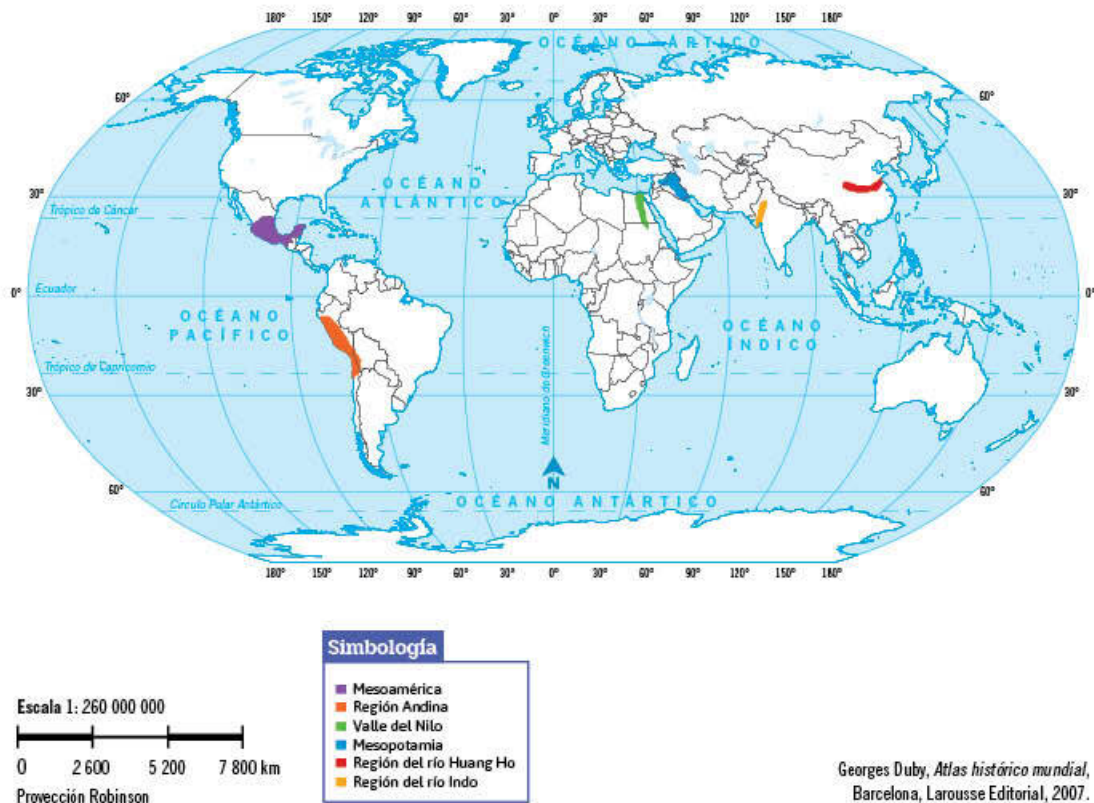 180° 150° 120° 90° 60° 30° 0° 30° 60° 90° 120° 150° 180°
OCÉANO ÁRTICO
60° 60°
OCÉANO
ATLÁNTICO
30° 30°
Trópico de Cáncer
Ecuador
0° 0°
OCÉANO
PACÍFICO
OCÉANO
ÍNDICO
Meridiano de Greenwich
Trópico de Capricornio
30° 30°
N
60° 60°
Círculo Polar Antártico
OCÉANO ANTÁRTICO
180° 150° 120° 90° 60° 30° 0° 30° 60° 90° 120° 150° 180°
Simbología
Mesoamérica
Región Andina
Valle del Nilo
Mesopotamia
Región del río Huang Ho
Región del río Indo
Escala 1: 260 000 000
0 2 600 5 200 7 800 km
Proyección Robinson
Georges Duby, Atlas histórico mundial,
Barcelona, Larousse Editorial, 2007.